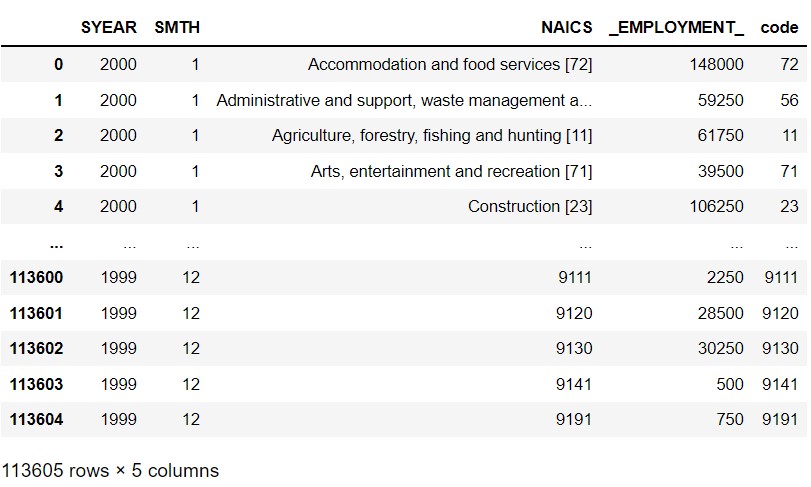 SYEAR SMTH NAICS _EMPLOYMENT_ code
0 2000 1 Accommodation and food services [72] 148000 72
1 2000 1 Administrative and support, waste management a... 59250 56
2 2000 1 Agriculture, forestry, fishing and hunting [11] 61750 11
3 2000 1 Arts, entertainment and recreation [71] 39500 71
4 2000 1 Construction [23] 106250 23
... ... ... ... ... ...
113600 1999 12 9111 2250 9111
113601 1999 12 9120 28500 9120
113602 1999 12 9130 30250 9130
113603 1999 12 9141 500 9141
113604 1999 12 9191 750 9191
113605 rows × 5 columns